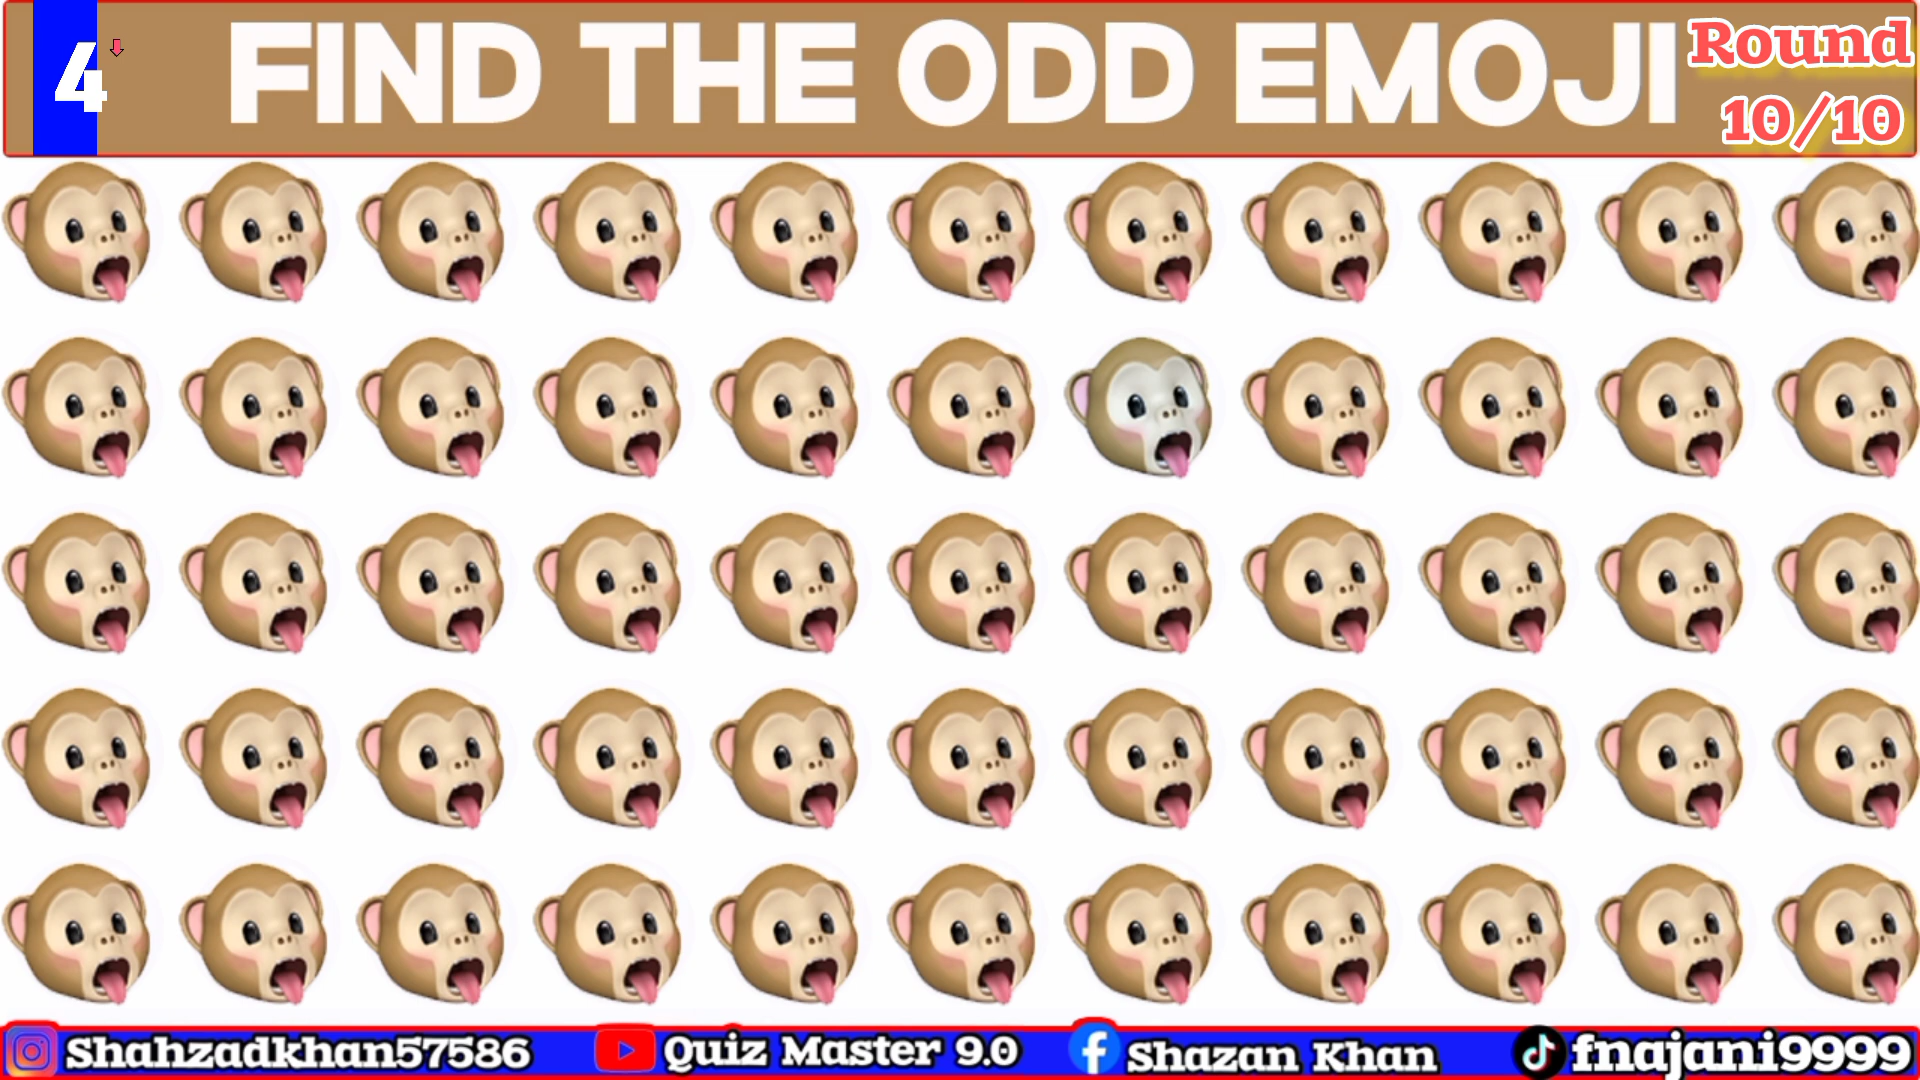 4 FIND THE ODD EMOJI
Round
10/10
Shahzadkhan57586 Quiz Master 9.0 Shazan Khan fnajani9999